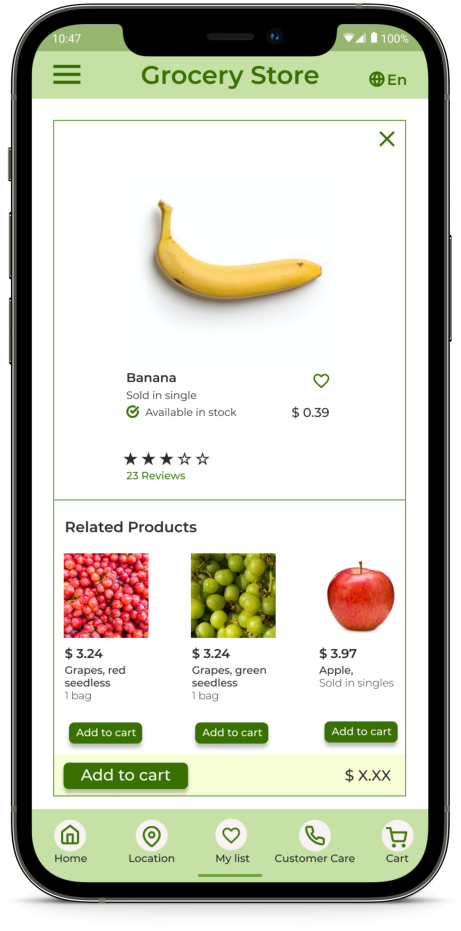 10:47
100%
Grocery Store
En
Banana
Sold in single
Available in stock
$ 0.39
23 Reviews
Related Products
$ 3.24
Grapes, red
seedless
1 bag
Add to cart
$ 3.24
Grapes, green
seedless
1 bag
Add to cart
$ 3.97
Apple,
Sold in singles
Add to cart
Add to cart
$ X.XX
Home
Location
My list
Customer Care
Cart